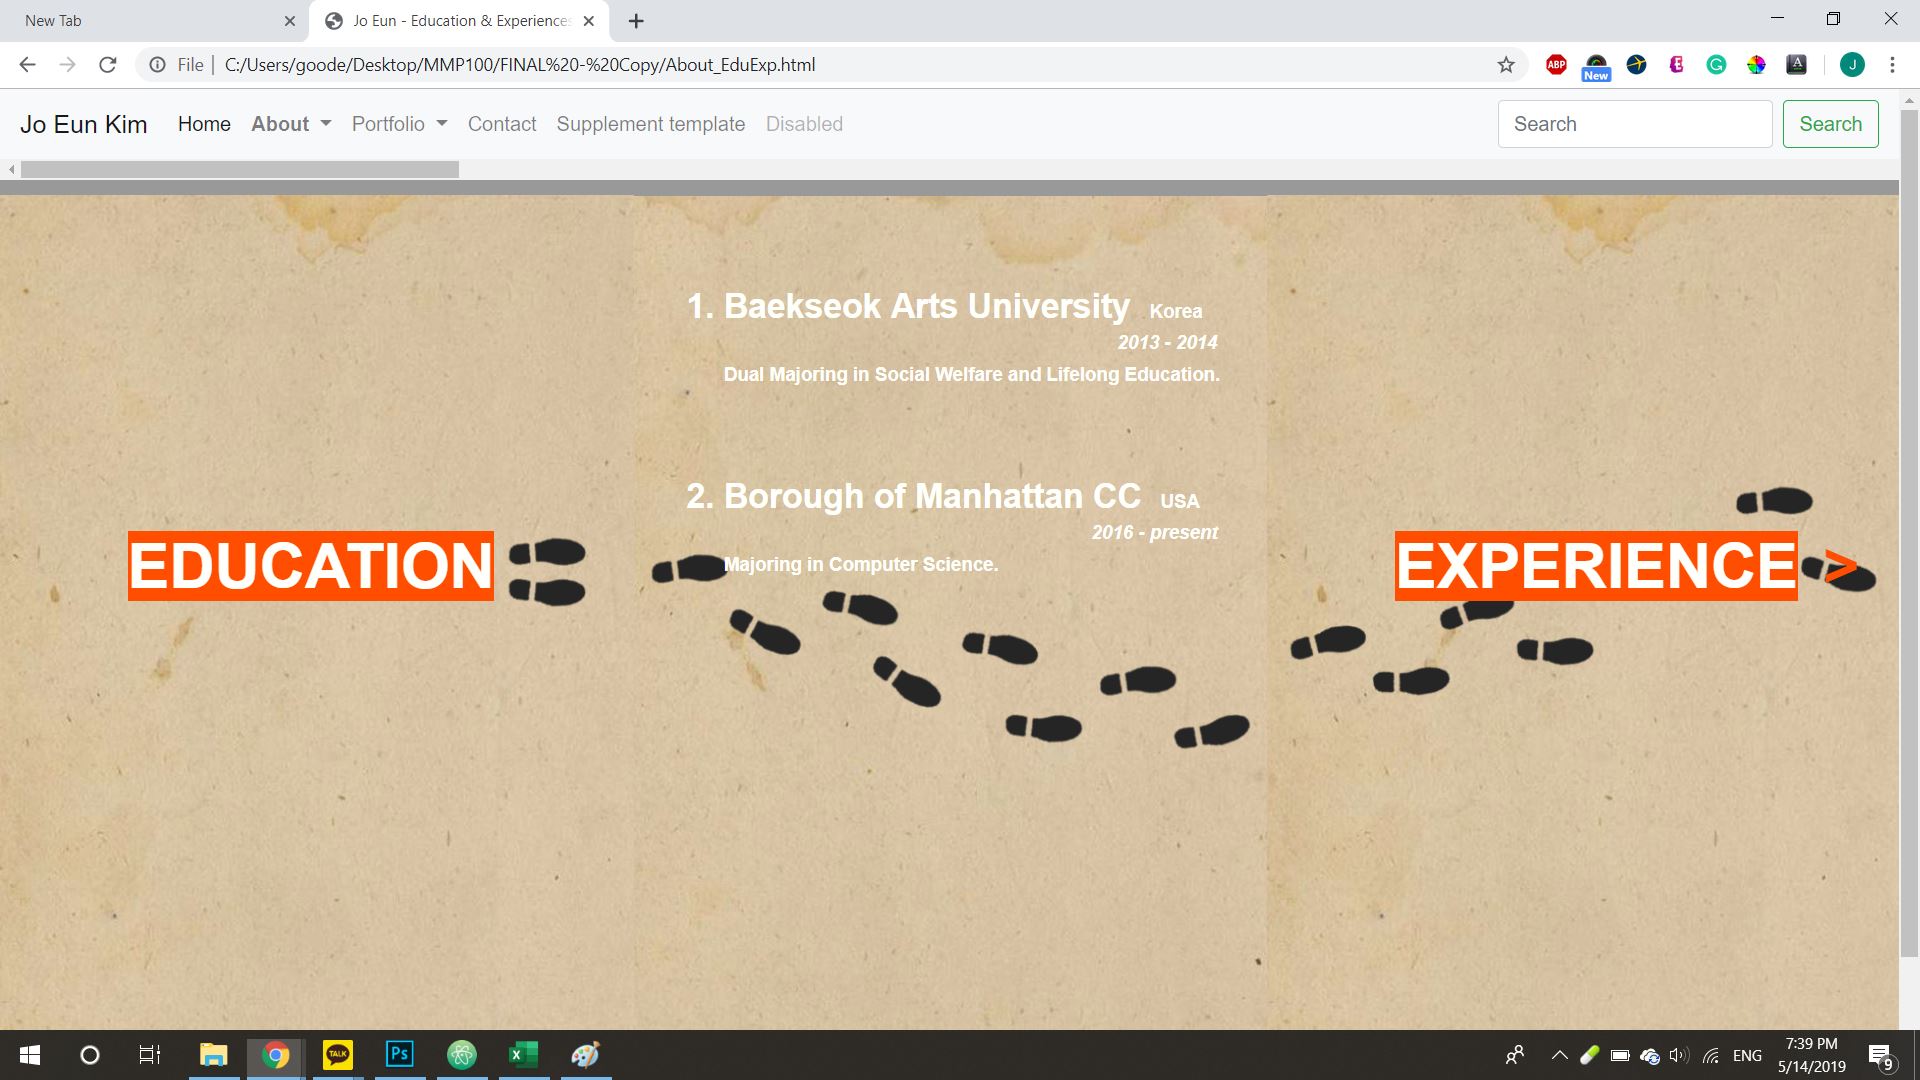 New Tab
Jo Eun - Education & Experiences
File | C:/Users/goode/Desktop/MMP100/FINAL%20-%20Copy/About_EduExp.html
ABP
New
J
Jo Eun Kim Home About Portfolio Contact Supplement template Disabled
Search Search
1. Baekseok Arts University Korea
2013 - 2014
Dual Majoring in Social Welfare and Lifelong Education.
2. Borough of Manhattan CC USA
2016 - present
Majoring in Computer Science.
EDUCATION
EXPERIENCE >
TALK
Ps
ENG
7:39 PM
5/14/2019
9